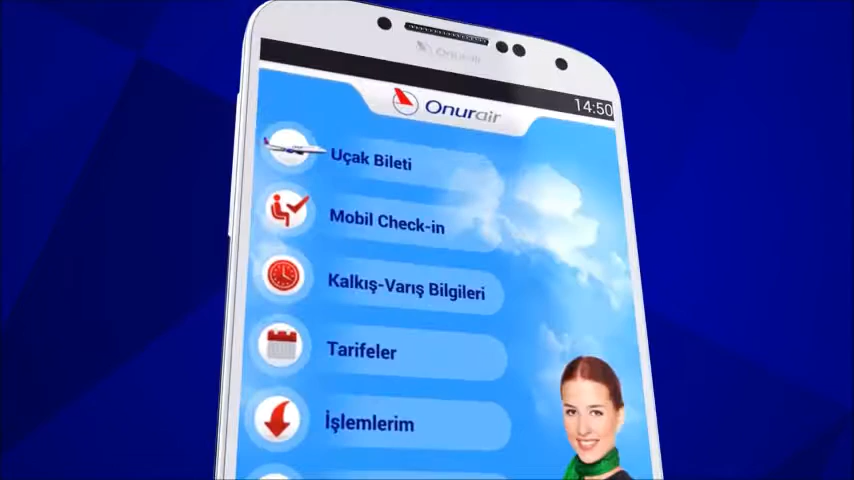 Onurair
Onurair
14:50
Uçak Bileti
Mobil Check-in
Kalkış-Varış Bilgileri
Tarifeler
İşlemlerim